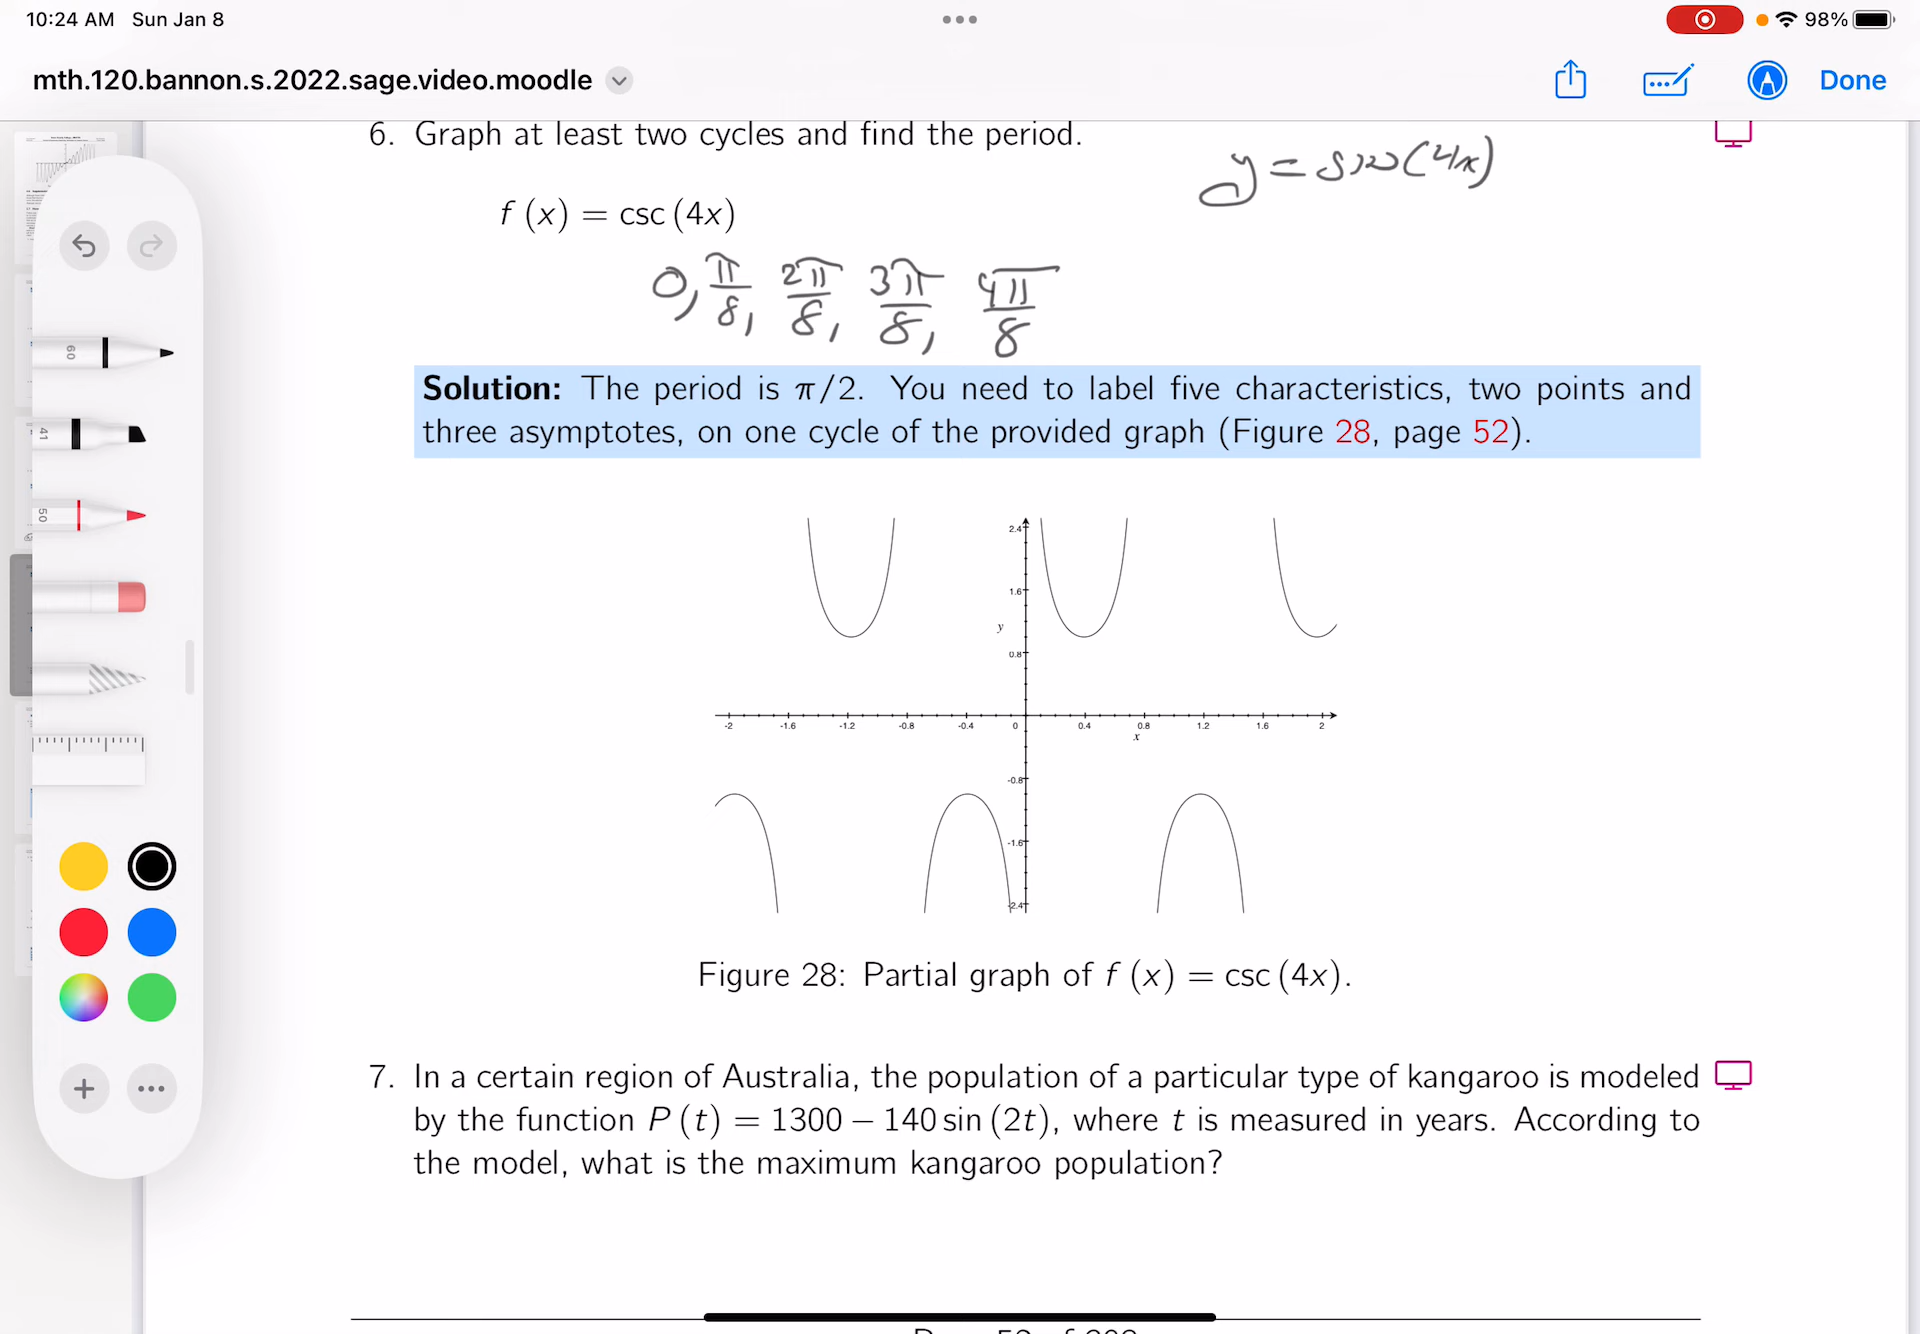 10:24 AM Sun Jan 8
98%
mth.120.bannon.s.2022.sage.video.moodle
Done
6. Graph at least two cycles and find the period.
y = sin(4x)
f (x) = csc (4x)
0, π/8, 2π/8, 3π/8, 4π/8
60
41
50
Solution: The period is π/2. You need to label five characteristics, two points and
three asymptotes, on one cycle of the provided graph (Figure 28, page 52).
2.4
1.6
y
0.8
-2 -1.6 -1.2 -0.8 -0.4 0 0.4 0.8 1.2 1.6 2
x
-0.8
-1.6
-2.4
Figure 28: Partial graph of f (x) = csc (4x).
7. In a certain region of Australia, the population of a particular type of kangaroo is modeled
by the function P (t) = 1300 − 140 sin (2t), where t is measured in years. According to
the model, what is the maximum kangaroo population?